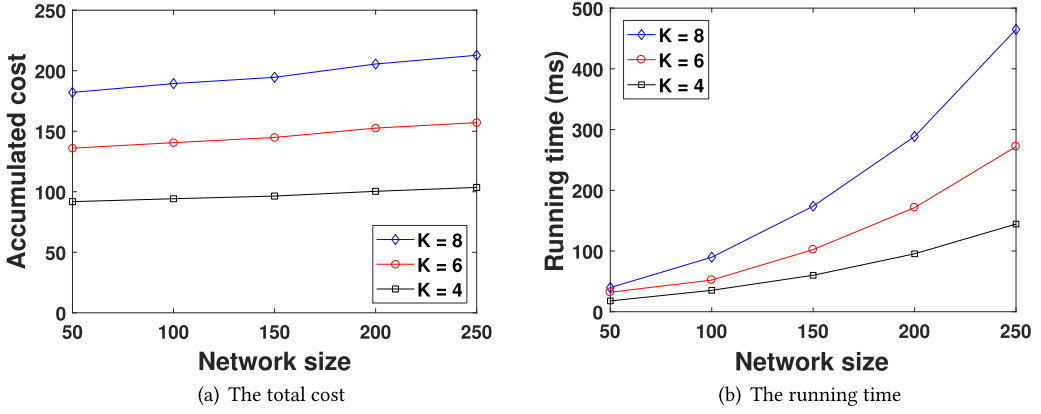 250
200
150
100
50
0
Accumulated cost
K = 8
K = 6
K = 4
50 100 150 200 250
Network size
(a) The total cost
500
400
300
200
100
0
Running time (ms)
K = 8
K = 6
K = 4
50 100 150 200 250
Network size
(b) The running time